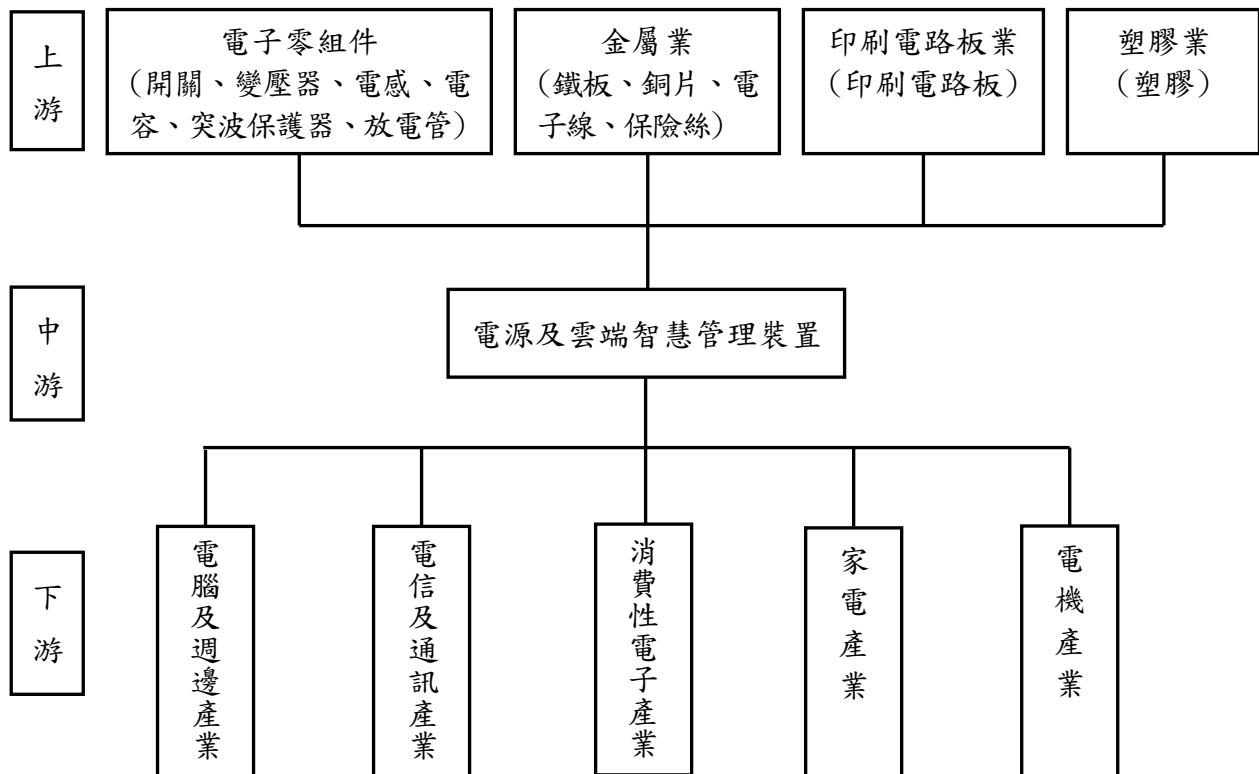 上
游
電子零組件
（開關、變壓器、電感、電
容、突波保護器、放電管）
金屬業
（鐵板、銅片、電
子線、保險絲）
印刷電路板業
（印刷電路板）
塑膠業
（塑膠）
中
游
電源及雲端智慧管理裝置
下
游
電腦及週邊產業
電信及通訊產業
消費性電子產業
家電產業
電機產業